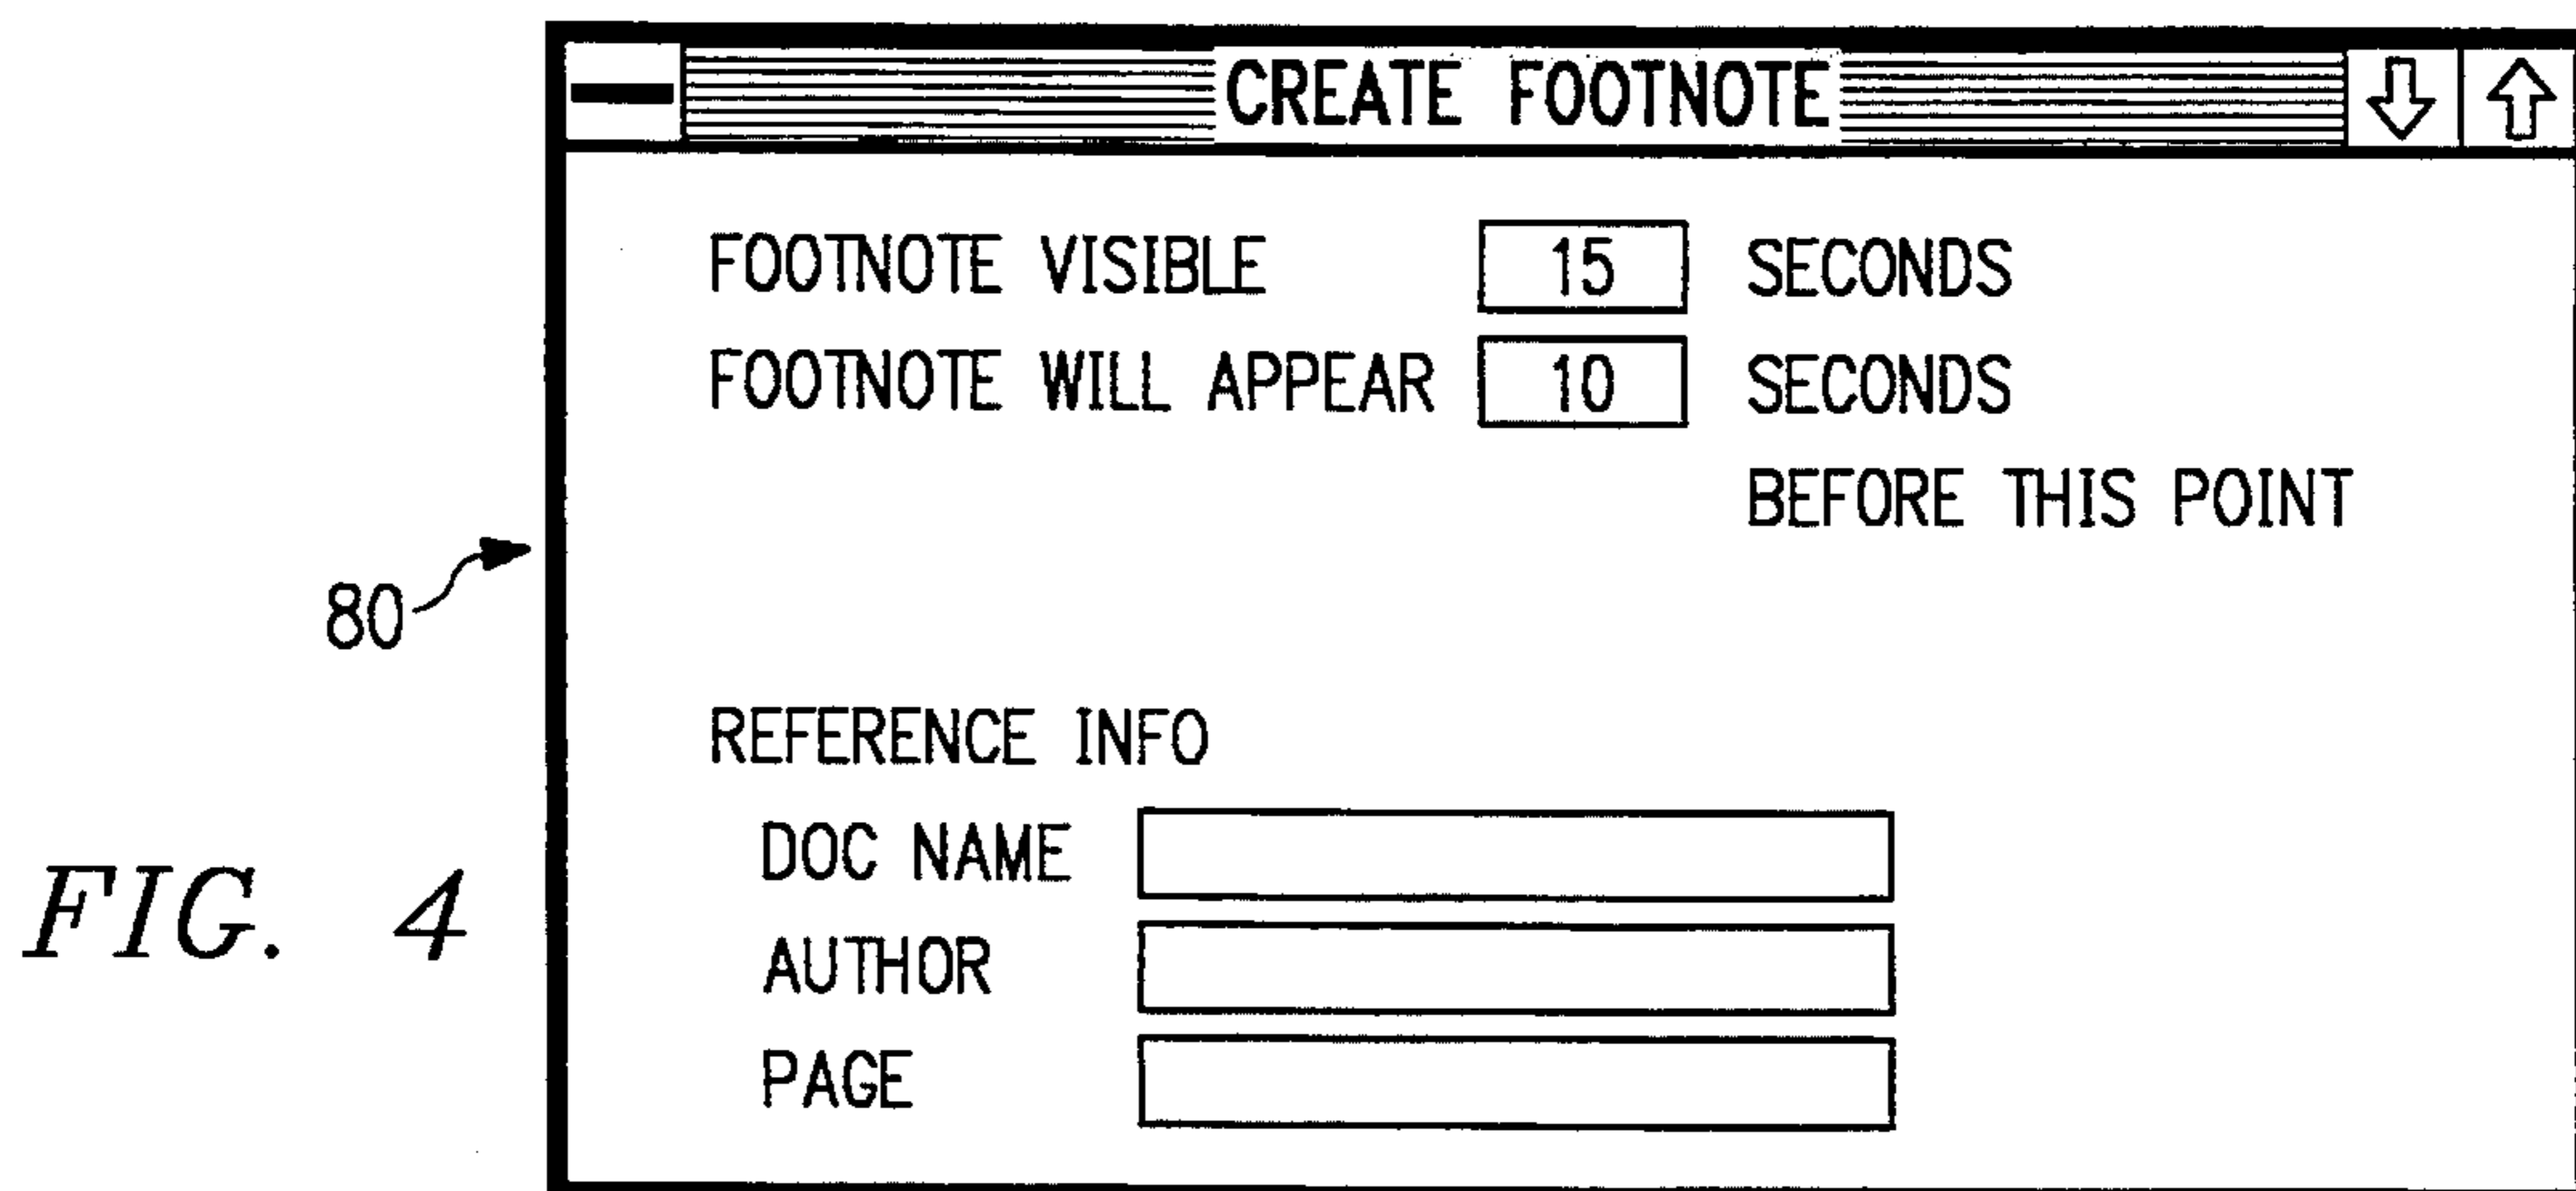 CREATE FOOTNOTE
FOOTNOTE VISIBLE 15 SECONDS
FOOTNOTE WILL APPEAR 10 SECONDS
BEFORE THIS POINT
80
REFERENCE INFO
DOC NAME
AUTHOR
PAGE
FIG. 4